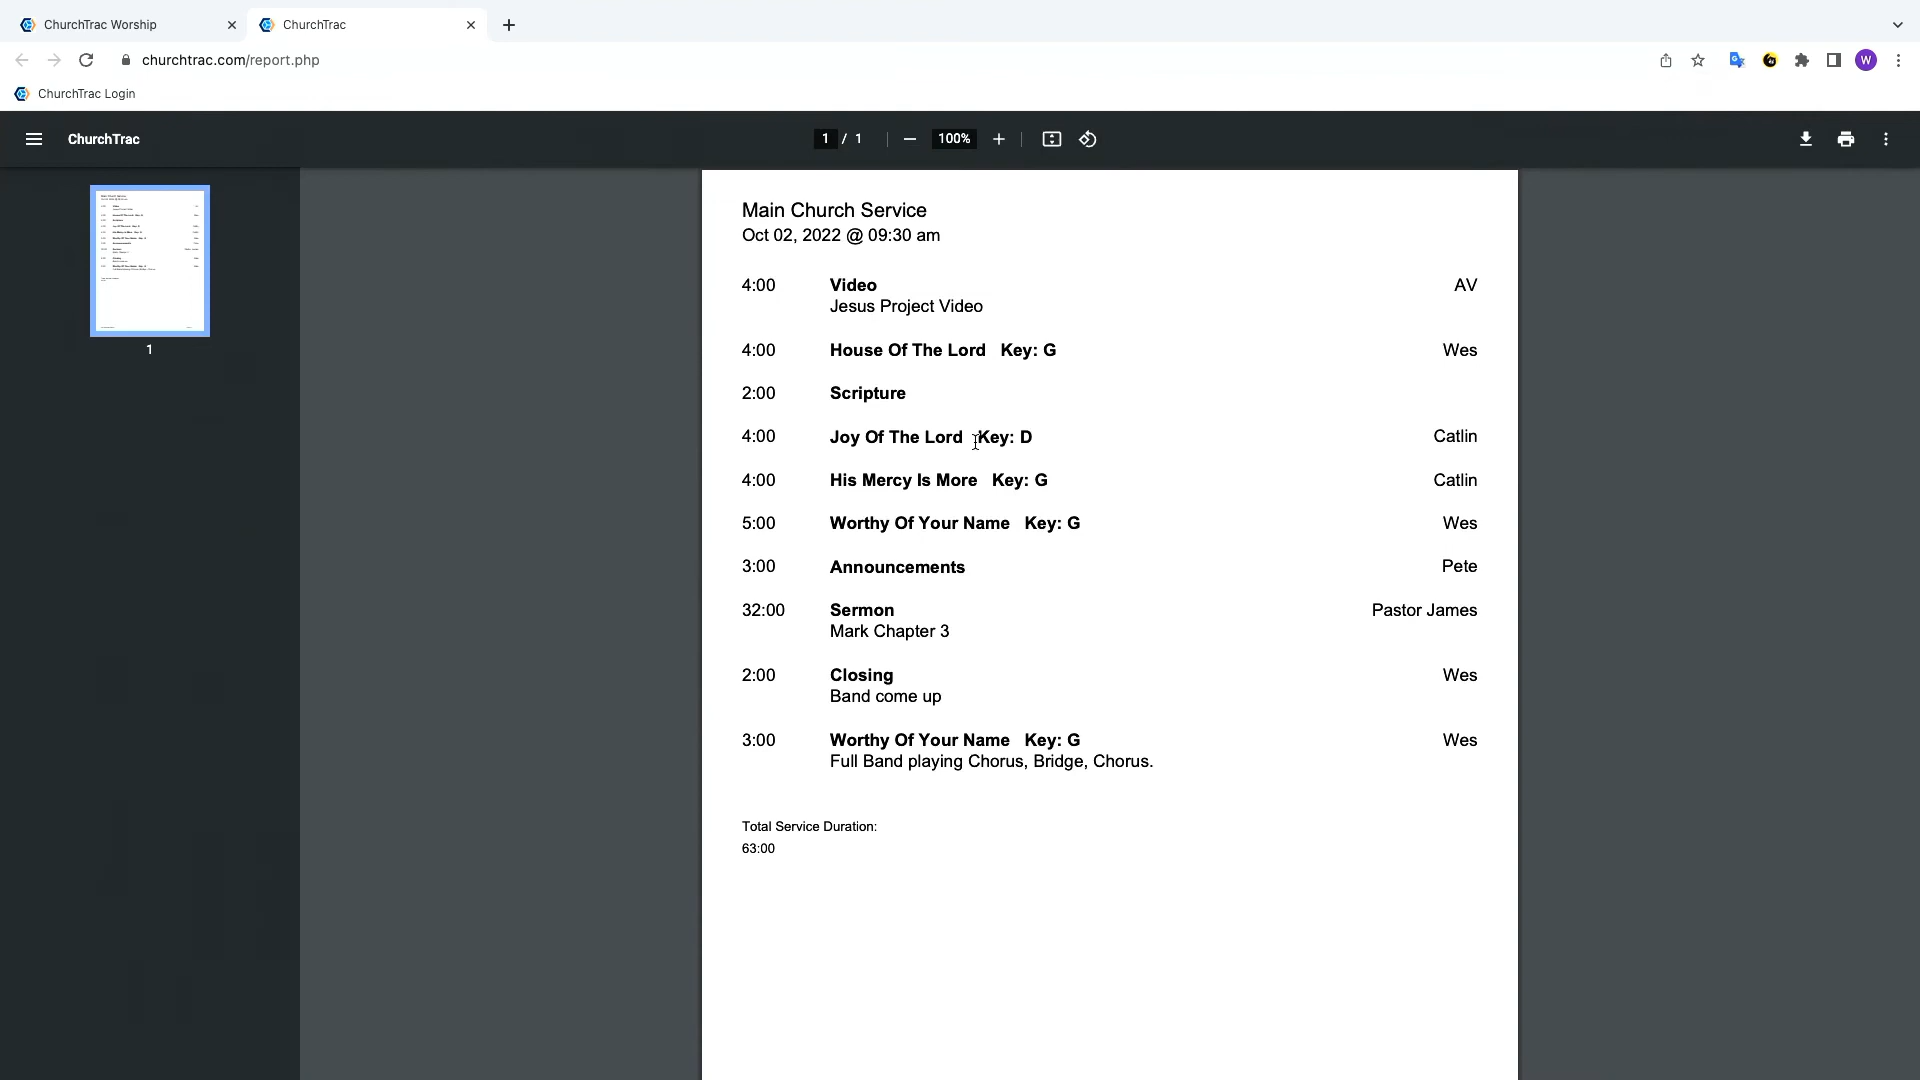 ChurchTrac Worship
ChurchTrac
churchtrac.com/report.php
W
ChurchTrac Login
ChurchTrac
1 / 1
100%
1
Main Church Service
Oct 02, 2022 @ 09:30 am
4:00 Video AV
Jesus Project Video
4:00 House Of The Lord Key: G Wes
2:00 Scripture
4:00 Joy Of The Lord Key: D Catlin
4:00 His Mercy Is More Key: G Catlin
5:00 Worthy Of Your Name Key: G Wes
3:00 Announcements Pete
32:00 Sermon Pastor James
Mark Chapter 3
2:00 Closing Wes
Band come up
3:00 Worthy Of Your Name Key: G Wes
Full Band playing Chorus, Bridge, Chorus.
Total Service Duration:
63:00